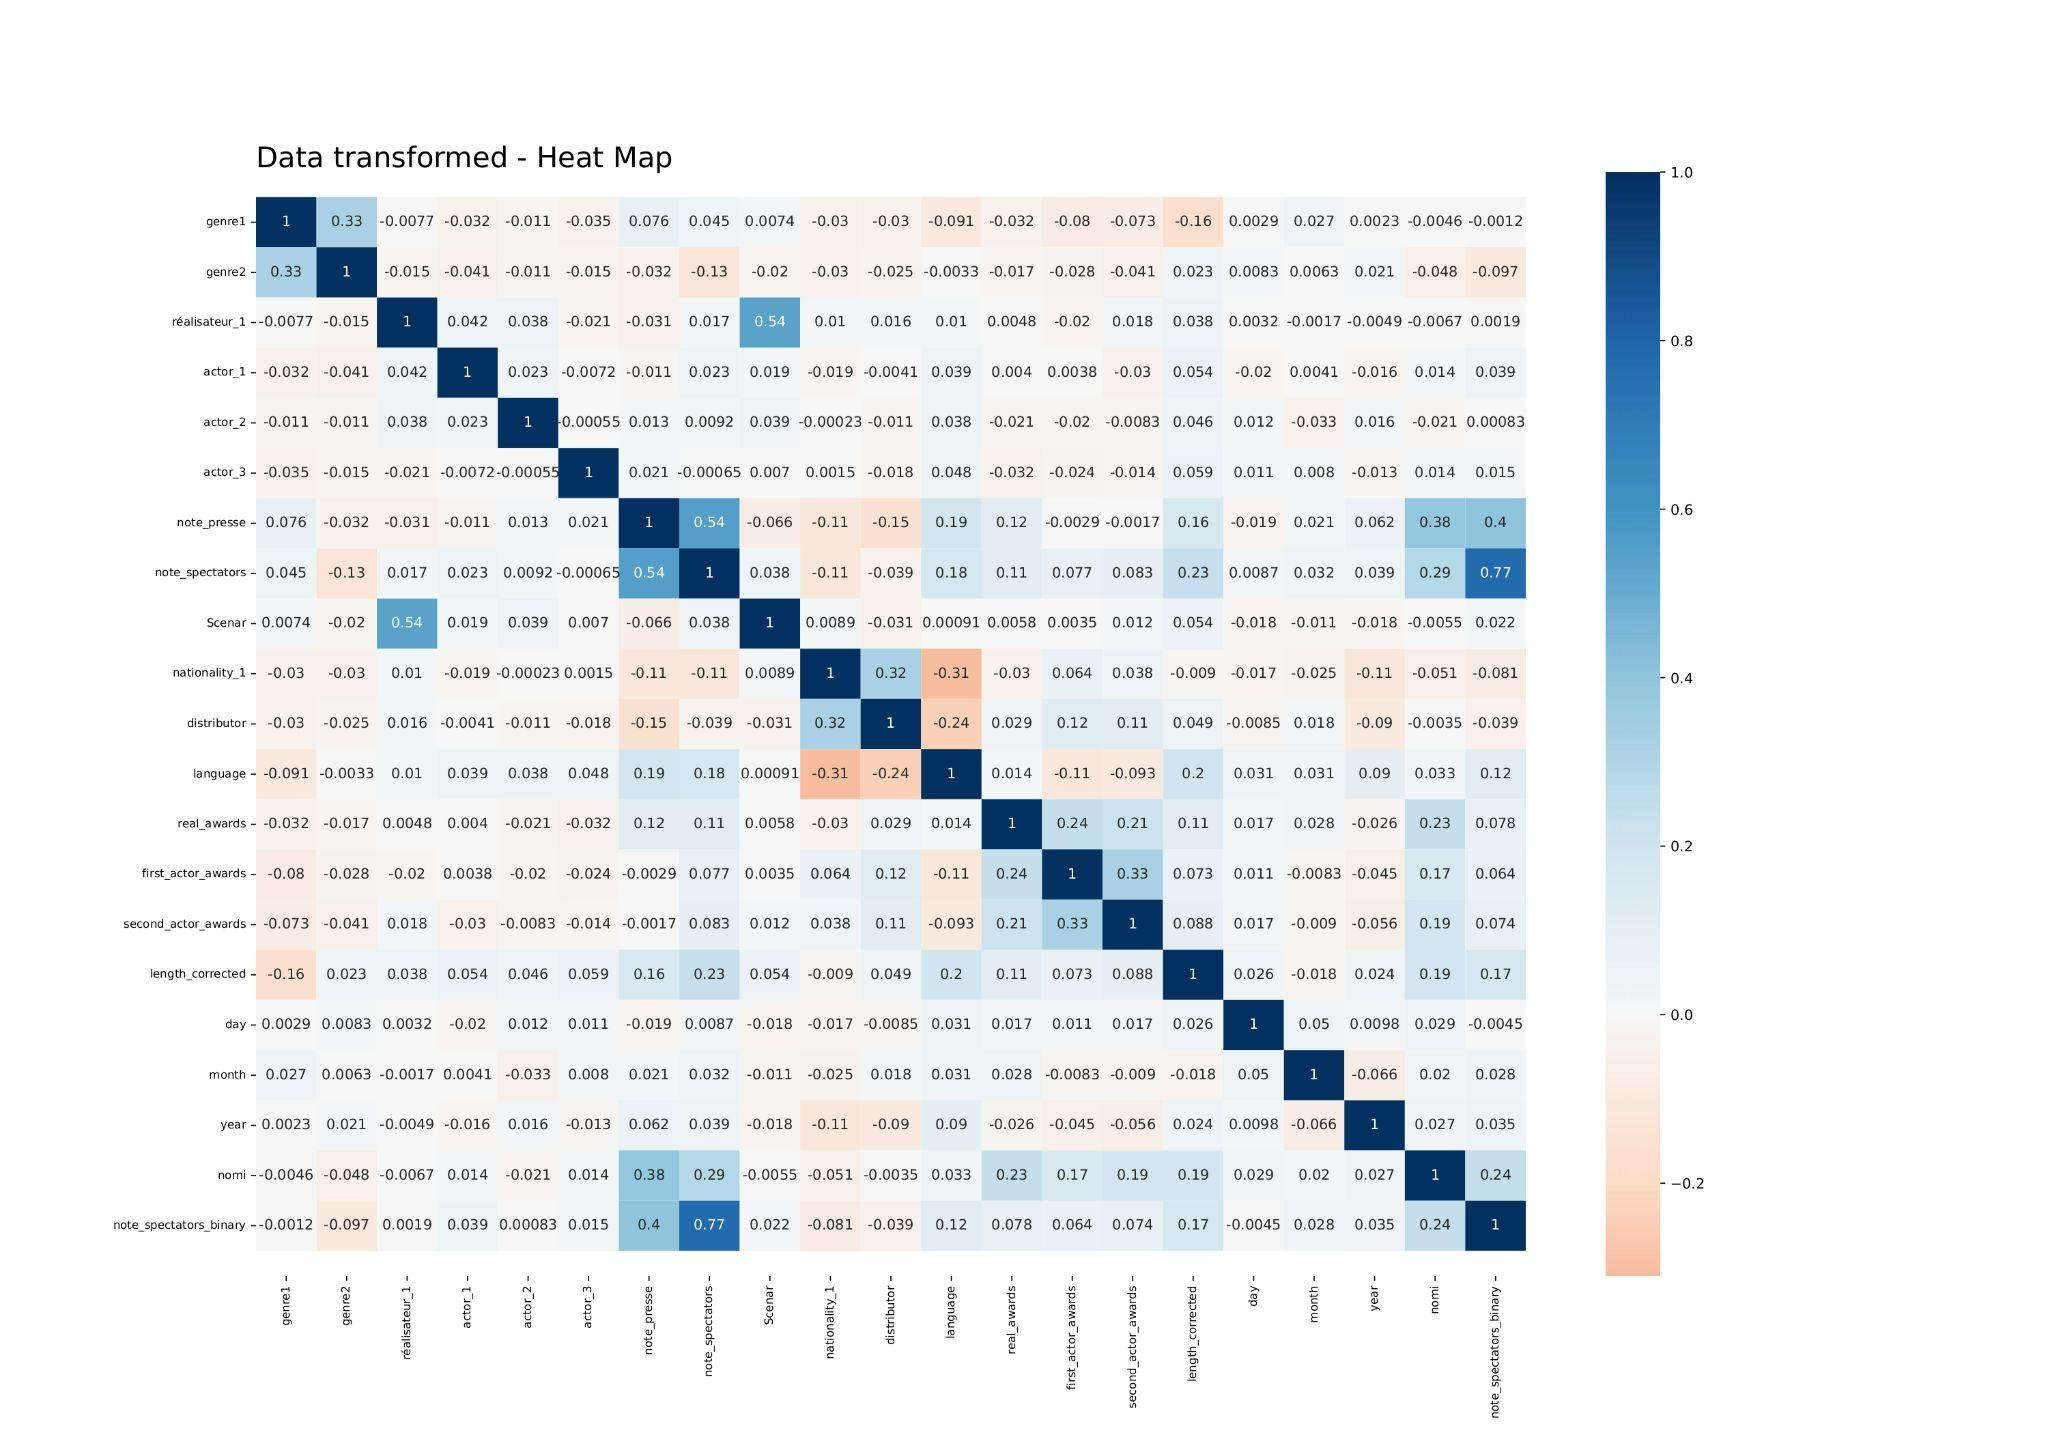 Data transformed - Heat Map
genre1 1 0.33 -0.0077 -0.032 -0.011 -0.035 0.076 0.045 0.0074 -0.03 -0.03 -0.091 -0.032 -0.08 -0.073 -0.16 0.0029 0.027 0.0023 -0.0046 -0.0012
genre2 0.33 1 -0.015 -0.041 -0.011 -0.015 -0.032 -0.13 -0.02 -0.03 -0.025 -0.0033 -0.017 -0.028 -0.041 0.023 0.0083 0.0063 0.021 -0.048 -0.097
réalisateur_1 -0.0077 -0.015 1 0.042 0.038 -0.021 -0.031 0.017 0.54 0.01 0.016 0.01 0.0048 -0.02 0.018 0.038 0.0032 -0.0017 -0.0049 -0.0067 0.0019
actor_1 -0.032 -0.041 0.042 1 0.023 -0.0072 -0.011 0.023 0.019 -0.019 -0.0041 0.039 0.004 0.0038 -0.03 0.054 -0.02 0.0041 -0.016 0.014 0.039
actor_2 -0.011 -0.011 0.038 0.023 1 -0.00055 0.013 0.0092 0.039 -0.00023 -0.011 0.038 -0.021 -0.02 -0.0083 0.046 0.012 -0.033 0.016 -0.021 0.00083
actor_3 -0.035 -0.015 -0.021 -0.0072 -0.00055 1 0.021 -0.00065 0.007 0.0015 -0.018 0.048 -0.032 -0.024 -0.014 0.059 0.011 0.008 -0.013 0.014 0.015
note_presse 0.076 -0.032 -0.031 -0.011 0.013 0.021 1 0.54 -0.066 -0.11 -0.15 0.19 0.12 -0.0029 -0.0017 0.16 -0.019 0.021 0.062 0.38 0.4
note_spectators 0.045 -0.13 0.017 0.023 0.0092 -0.00065 0.54 1 0.038 -0.11 -0.039 0.18 0.11 0.077 0.083 0.23 0.0087 0.032 0.039 0.29 0.77
Scenar 0.0074 -0.02 0.54 0.019 0.039 0.007 -0.066 0.038 1 0.0089 -0.031 0.00091 0.0058 0.0035 0.012 0.054 -0.018 -0.011 -0.018 -0.0055 0.022
nationality_1 -0.03 -0.03 0.01 -0.019 -0.00023 0.0015 -0.11 -0.11 0.0089 1 0.32 -0.31 -0.03 0.064 0.038 -0.009 -0.017 -0.025 -0.11 -0.051 -0.081
distributor -0.03 -0.025 0.016 -0.0041 -0.011 -0.018 -0.15 -0.039 -0.031 0.32 1 -0.24 0.029 0.12 0.11 0.049 -0.0085 0.018 -0.09 -0.0035 -0.039
language -0.091 -0.0033 0.01 0.039 0.038 0.048 0.19 0.18 0.00091 -0.31 -0.24 1 0.014 -0.11 -0.093 0.2 0.031 0.031 0.09 0.033 0.12
real_awards -0.032 -0.017 0.0048 0.004 -0.021 -0.032 0.12 0.11 0.0058 -0.03 0.029 0.014 1 0.24 0.21 0.11 0.017 0.028 -0.026 0.23 0.078
first_actor_awards -0.08 -0.028 -0.02 0.0038 -0.02 -0.024 -0.0029 0.077 0.0035 0.064 0.12 -0.11 0.24 1 0.33 0.073 0.011 -0.0083 -0.045 0.17 0.064
second_actor_awards -0.073 -0.041 0.018 -0.03 -0.0083 -0.014 -0.0017 0.083 0.012 0.038 0.11 -0.093 0.21 0.33 1 0.088 0.017 -0.009 -0.056 0.19 0.074
length_corrected -0.16 0.023 0.038 0.054 0.046 0.059 0.16 0.23 0.054 -0.009 0.049 0.2 0.11 0.073 0.088 1 0.026 -0.018 0.024 0.19 0.17
day 0.0029 0.0083 0.0032 -0.02 0.012 0.011 -0.019 0.0087 -0.018 -0.017 -0.0085 0.031 0.017 0.011 0.017 0.026 1 0.05 0.0098 0.029 -0.0045
month 0.027 0.0063 -0.0017 0.0041 -0.033 0.008 0.021 0.032 -0.011 -0.025 0.018 0.031 0.028 -0.0083 -0.009 -0.018 0.05 1 -0.066 0.02 0.028
year 0.0023 0.021 -0.0049 -0.016 0.016 -0.013 0.062 0.039 -0.018 -0.11 -0.09 0.09 -0.026 -0.045 -0.056 0.024 0.0098 -0.066 1 0.027 0.035
nomi -0.0046 -0.048 -0.0067 0.014 -0.021 0.014 0.38 0.29 -0.0055 -0.051 -0.0035 0.033 0.23 0.17 0.19 0.19 0.029 0.02 0.027 1 0.24
note_spectators_binary -0.0012 -0.097 0.0019 0.039 0.00083 0.015 0.4 0.77 0.022 -0.081 -0.039 0.12 0.078 0.064 0.074 0.17 -0.0045 0.028 0.035 0.24 1
genre1
genre2
réalisateur_1
actor_1
actor_2
actor_3
note_presse
note_spectators
Scenar
nationality_1
distributor
language
real_awards
first_actor_awards
second_actor_awards
length_corrected
day
month
year
nomi
note_spectators_binary
1.0
0.8
0.6
0.4
0.2
0.0
−0.2